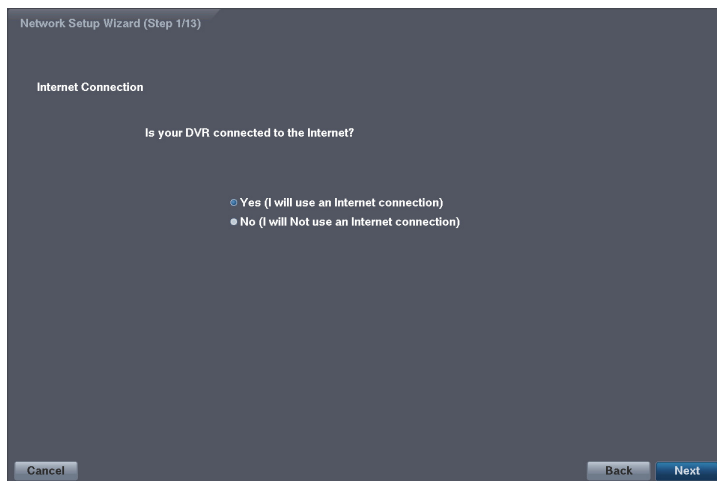 Network Setup Wizard (Step 1/13)
Internet Connection
Is your DVR connected to the Internet?
Yes (I will use an Internet connection)
No (I will Not use an Internet connection)
Cancel
Back
Next